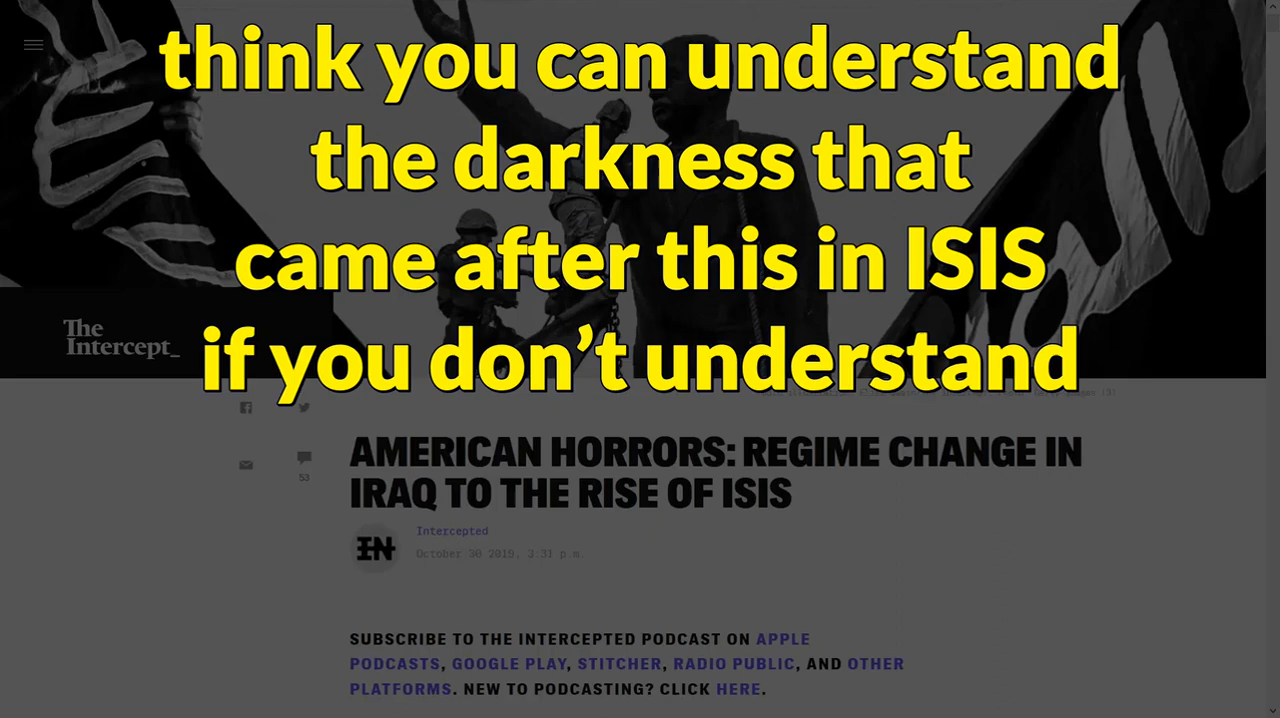 think you can understand
the darkness that
came after this in ISIS
if you don't understand
The
Intercept_
AMERICAN HORRORS: REGIME CHANGE IN
IRAQ TO THE RISE OF ISIS
53
IN
Intercepted
October 30 2019, 3:31 p.m.
SUBSCRIBE TO THE INTERCEPTED PODCAST ON APPLE
PODCASTS, GOOGLE PLAY, STITCHER, RADIO PUBLIC, AND OTHER
PLATFORMS. NEW TO PODCASTING? CLICK HERE.